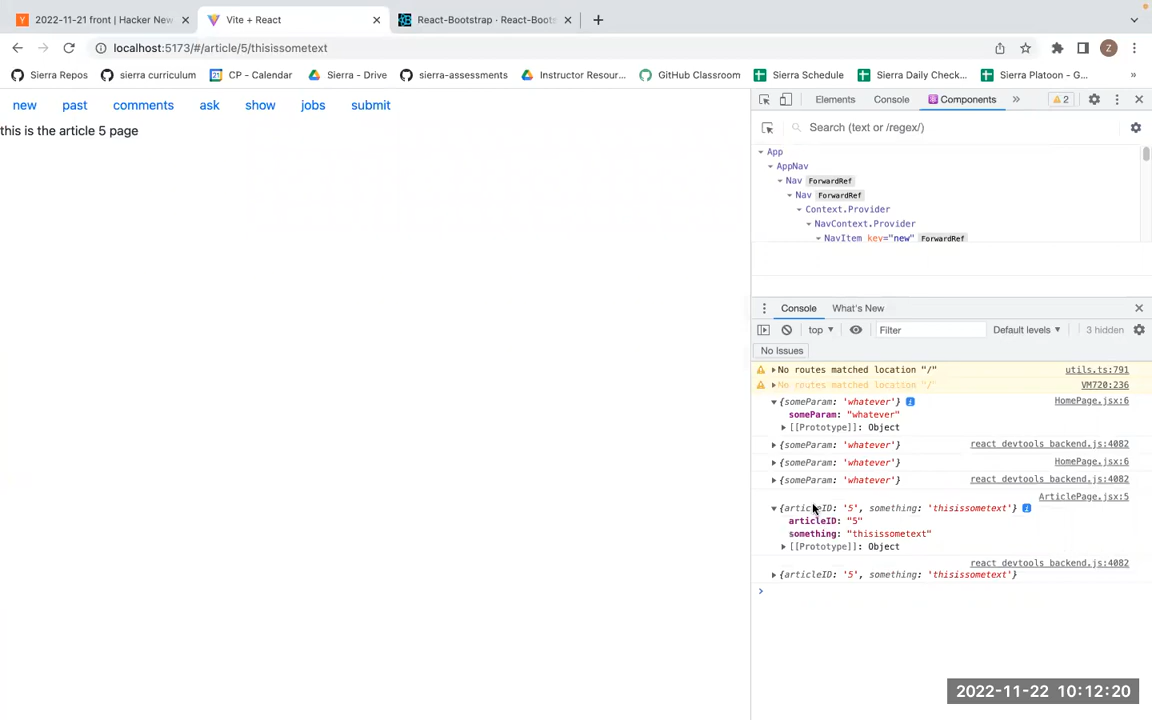 2022-11-21 front | Hacker New
Vite + React
React-Bootstrap · React-Boots
localhost:5173/#/article/5/thisissometext
Z
Sierra Repos
sierra curriculum
CP - Calendar
Sierra - Drive
sierra-assessments
Instructor Resour...
GitHub Classroom
Sierra Schedule
Sierra Daily Check...
Sierra Platoon - G...
»
new past comments ask show jobs submit
this is the article 5 page
Elements Console Components » 2
Search (text or /regex/)
App
AppNav
Nav ForwardRef
Nav ForwardRef
Context.Provider
NavContext.Provider
NavItem key="new" ForwardRef
Console What's New
top Filter Default levels 3 hidden
No Issues
No routes matched location "/" utils.ts:791
No routes matched location "/" VM720:236
{someParam: 'whatever'} HomePage.jsx:6
someParam: "whatever"
[[Prototype]]: Object
{someParam: 'whatever'} react_devtools_backend.js:4082
{someParam: 'whatever'} HomePage.jsx:6
{someParam: 'whatever'} react_devtools_backend.js:4082
ArticlePage.jsx:5
{articleID: '5', something: 'thisissometext'}
articleID: "5"
something: "thisissometext"
[[Prototype]]: Object
react_devtools_backend.js:4082
{articleID: '5', something: 'thisissometext'}
2022-11-22 10:12:20